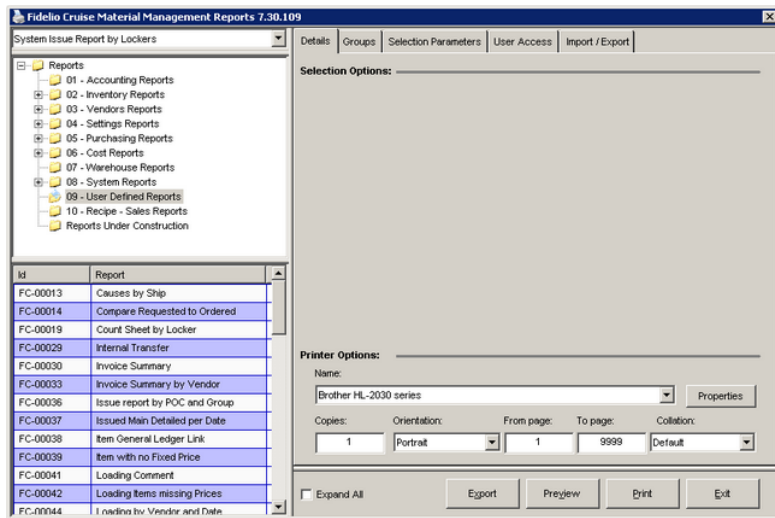 Fidelio Cruise Material Management Reports 7.30.109
System Issue Report by Lockers
Reports
01 - Accounting Reports
02 - Inventory Reports
03 - Vendors Reports
04 - Settings Reports
05 - Purchasing Reports
06 - Cost Reports
07 - Warehouse Reports
08 - System Reports
09 - User Defined Reports
10 - Recipe - Sales Reports
Reports Under Construction
Id Report
FC-00013 Causes by Ship
FC-00014 Compare Requested to Ordered
FC-00019 Count Sheet by Locker
FC-00029 Internal Transfer
FC-00030 Invoice Summary
FC-00033 Invoice Summary by Vendor
FC-00036 Issue report by POC and Group
FC-00037 Issued Main Detailed per Date
FC-00038 Item General Ledger Link
FC-00039 Item with no Fixed Price
FC-00041 Loading Comment
FC-00042 Loading Items missing Prices
FC-00044 Loading by Vendor and Date
Details Groups Selection Parameters User Access Import / Export
Selection Options:
Printer Options:
Name:
Brother HL-2030 series Properties
Copies: Orientation: From page: To page: Collation:
1 Portrait 1 9999 Default
Expand All Export Preview Print Exit